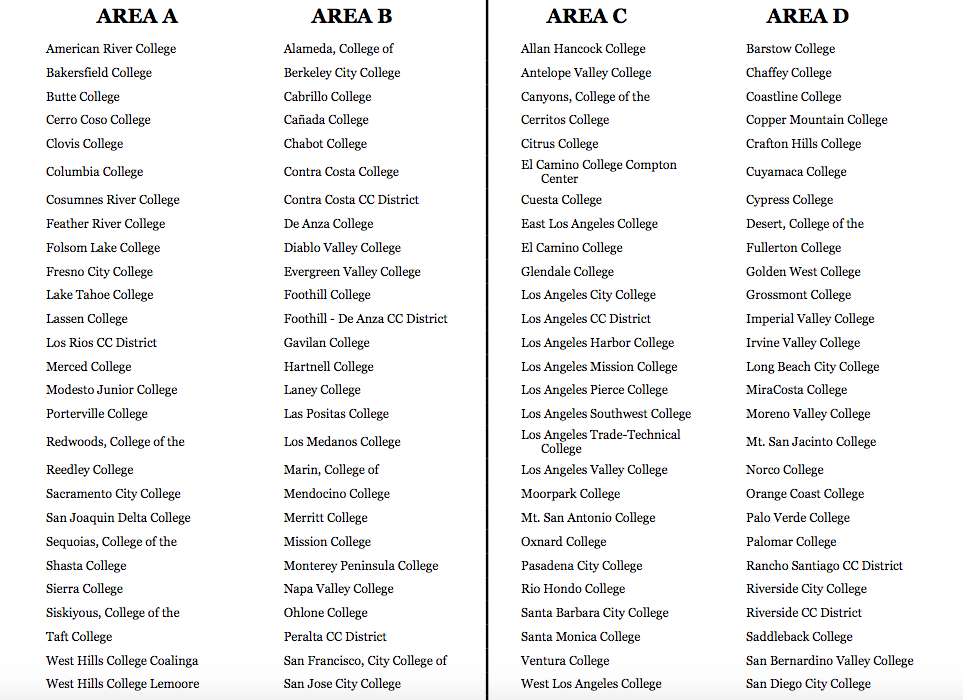 AREA A
American River College
Bakersfield College
Butte College
Cerro Coso College
Clovis College
Columbia College
Cosumnes River College
Feather River College
Folsom Lake College
Fresno City College
Lake Tahoe College
Lassen College
Los Rios CC District
Merced College
Modesto Junior College
Porterville College
Redwoods, College of the
Reedley College
Sacramento City College
San Joaquin Delta College
Sequoias, College of the
Shasta College
Sierra College
Siskiyous, College of the
Taft College
West Hills College Coalinga
West Hills College Lemoore
AREA B
Alameda, College of
Berkeley City College
Cabrillo College
Cañada College
Chabot College
Contra Costa College
Contra Costa CC District
De Anza College
Diablo Valley College
Evergreen Valley College
Foothill College
Foothill - De Anza CC District
Gavilan College
Hartnell College
Laney College
Las Positas College
Los Medanos College
Marin, College of
Mendocino College
Merritt College
Mission College
Monterey Peninsula College
Napa Valley College
Ohlone College
Peralta CC District
San Francisco, City College of
San Jose City College
AREA C
Allan Hancock College
Antelope Valley College
Canyons, College of the
Cerritos College
Citrus College
El Camino College Compton
Center
Cuesta College
East Los Angeles College
El Camino College
Glendale College
Los Angeles City College
Los Angeles CC District
Los Angeles Harbor College
Los Angeles Mission College
Los Angeles Pierce College
Los Angeles Southwest College
Los Angeles Trade-Technical
College
Los Angeles Valley College
Moorpark College
Mt. San Antonio College
Oxnard College
Pasadena City College
Rio Hondo College
Santa Barbara City College
Santa Monica College
Ventura College
West Los Angeles College
AREA D
Barstow College
Chaffey College
Coastline College
Copper Mountain College
Crafton Hills College
Cuyamaca College
Cypress College
Desert, College of the
Fullerton College
Golden West College
Grossmont College
Imperial Valley College
Irvine Valley College
Long Beach City College
MiraCosta College
Moreno Valley College
Mt. San Jacinto College
Norco College
Orange Coast College
Palo Verde College
Palomar College
Rancho Santiago CC District
Riverside City College
Riverside CC District
Saddleback College
San Bernardino Valley College
San Diego City College